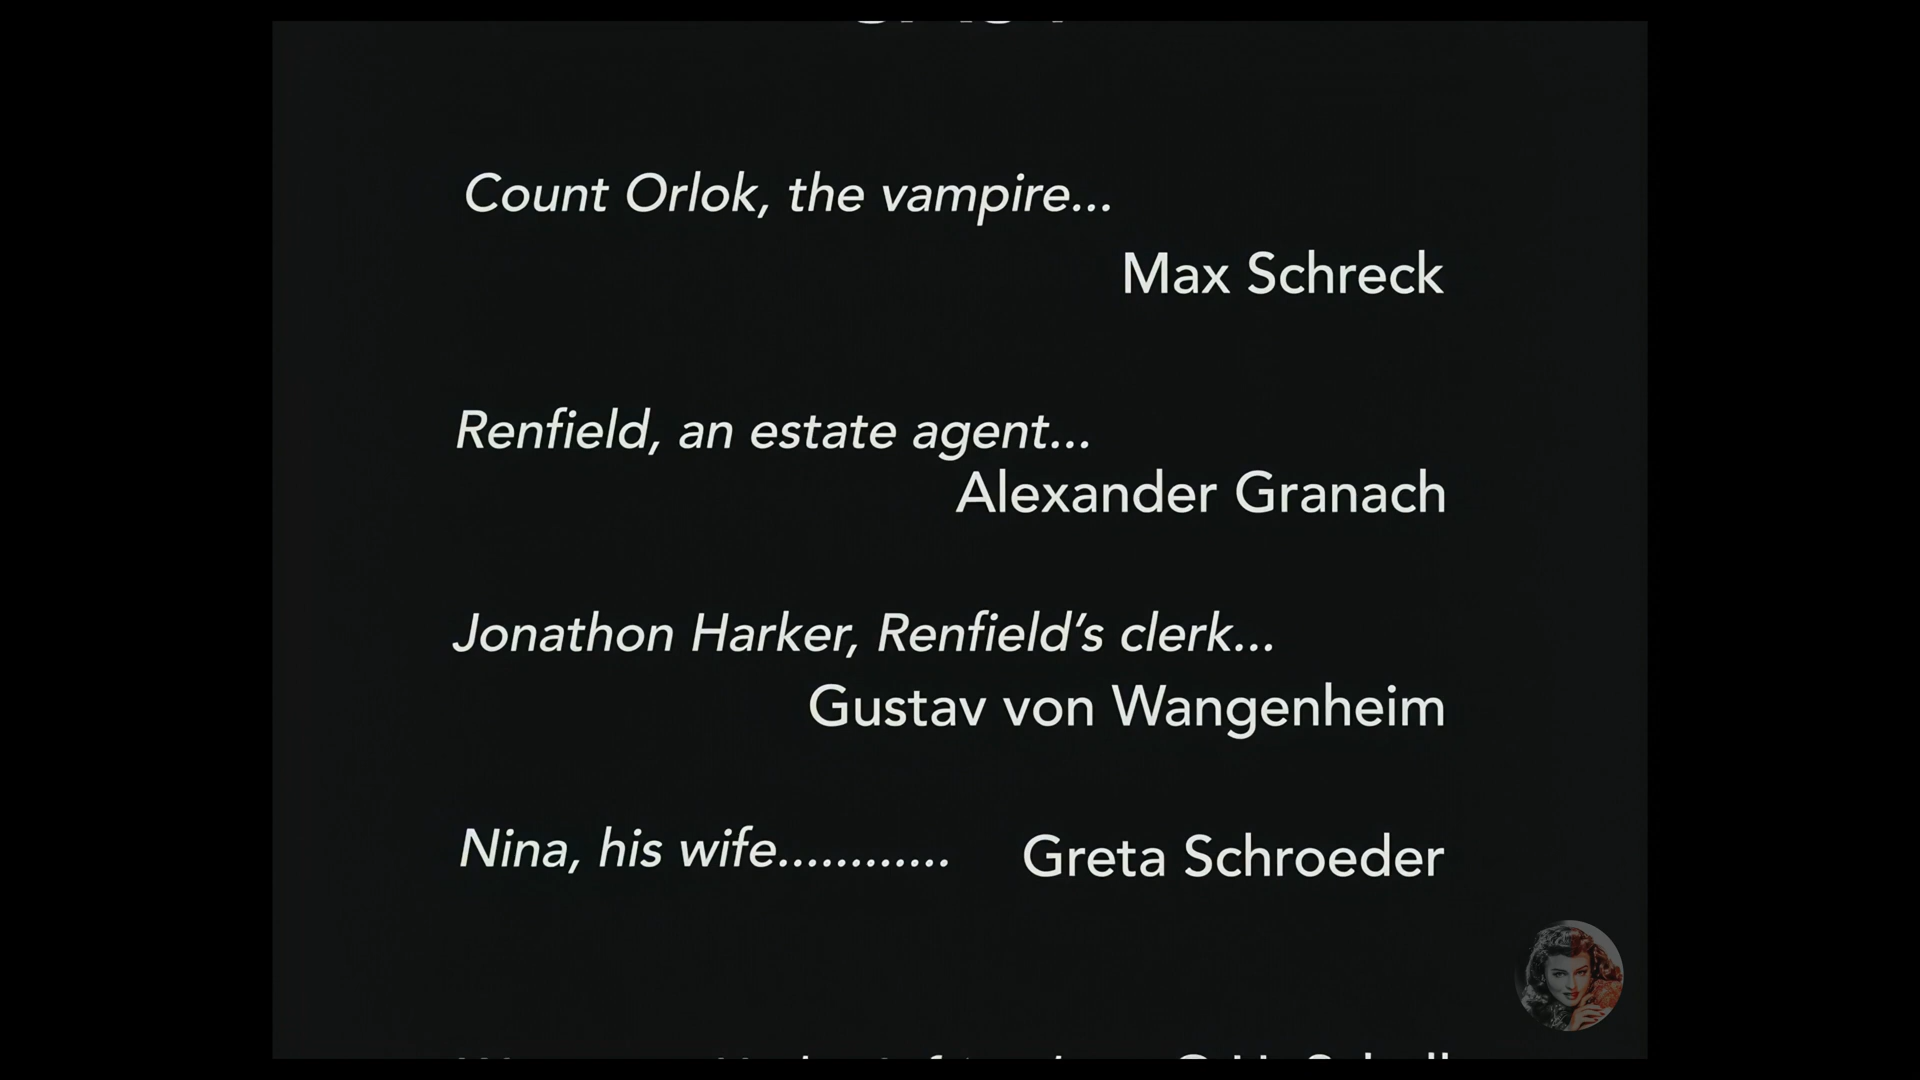 Count Orlok, the vampire...
Max Schreck
Renfield, an estate agent...
Alexander Granach
Jonathon Harker, Renfield's clerk...
Gustav von Wangenheim
Nina, his wife............ Greta Schroeder